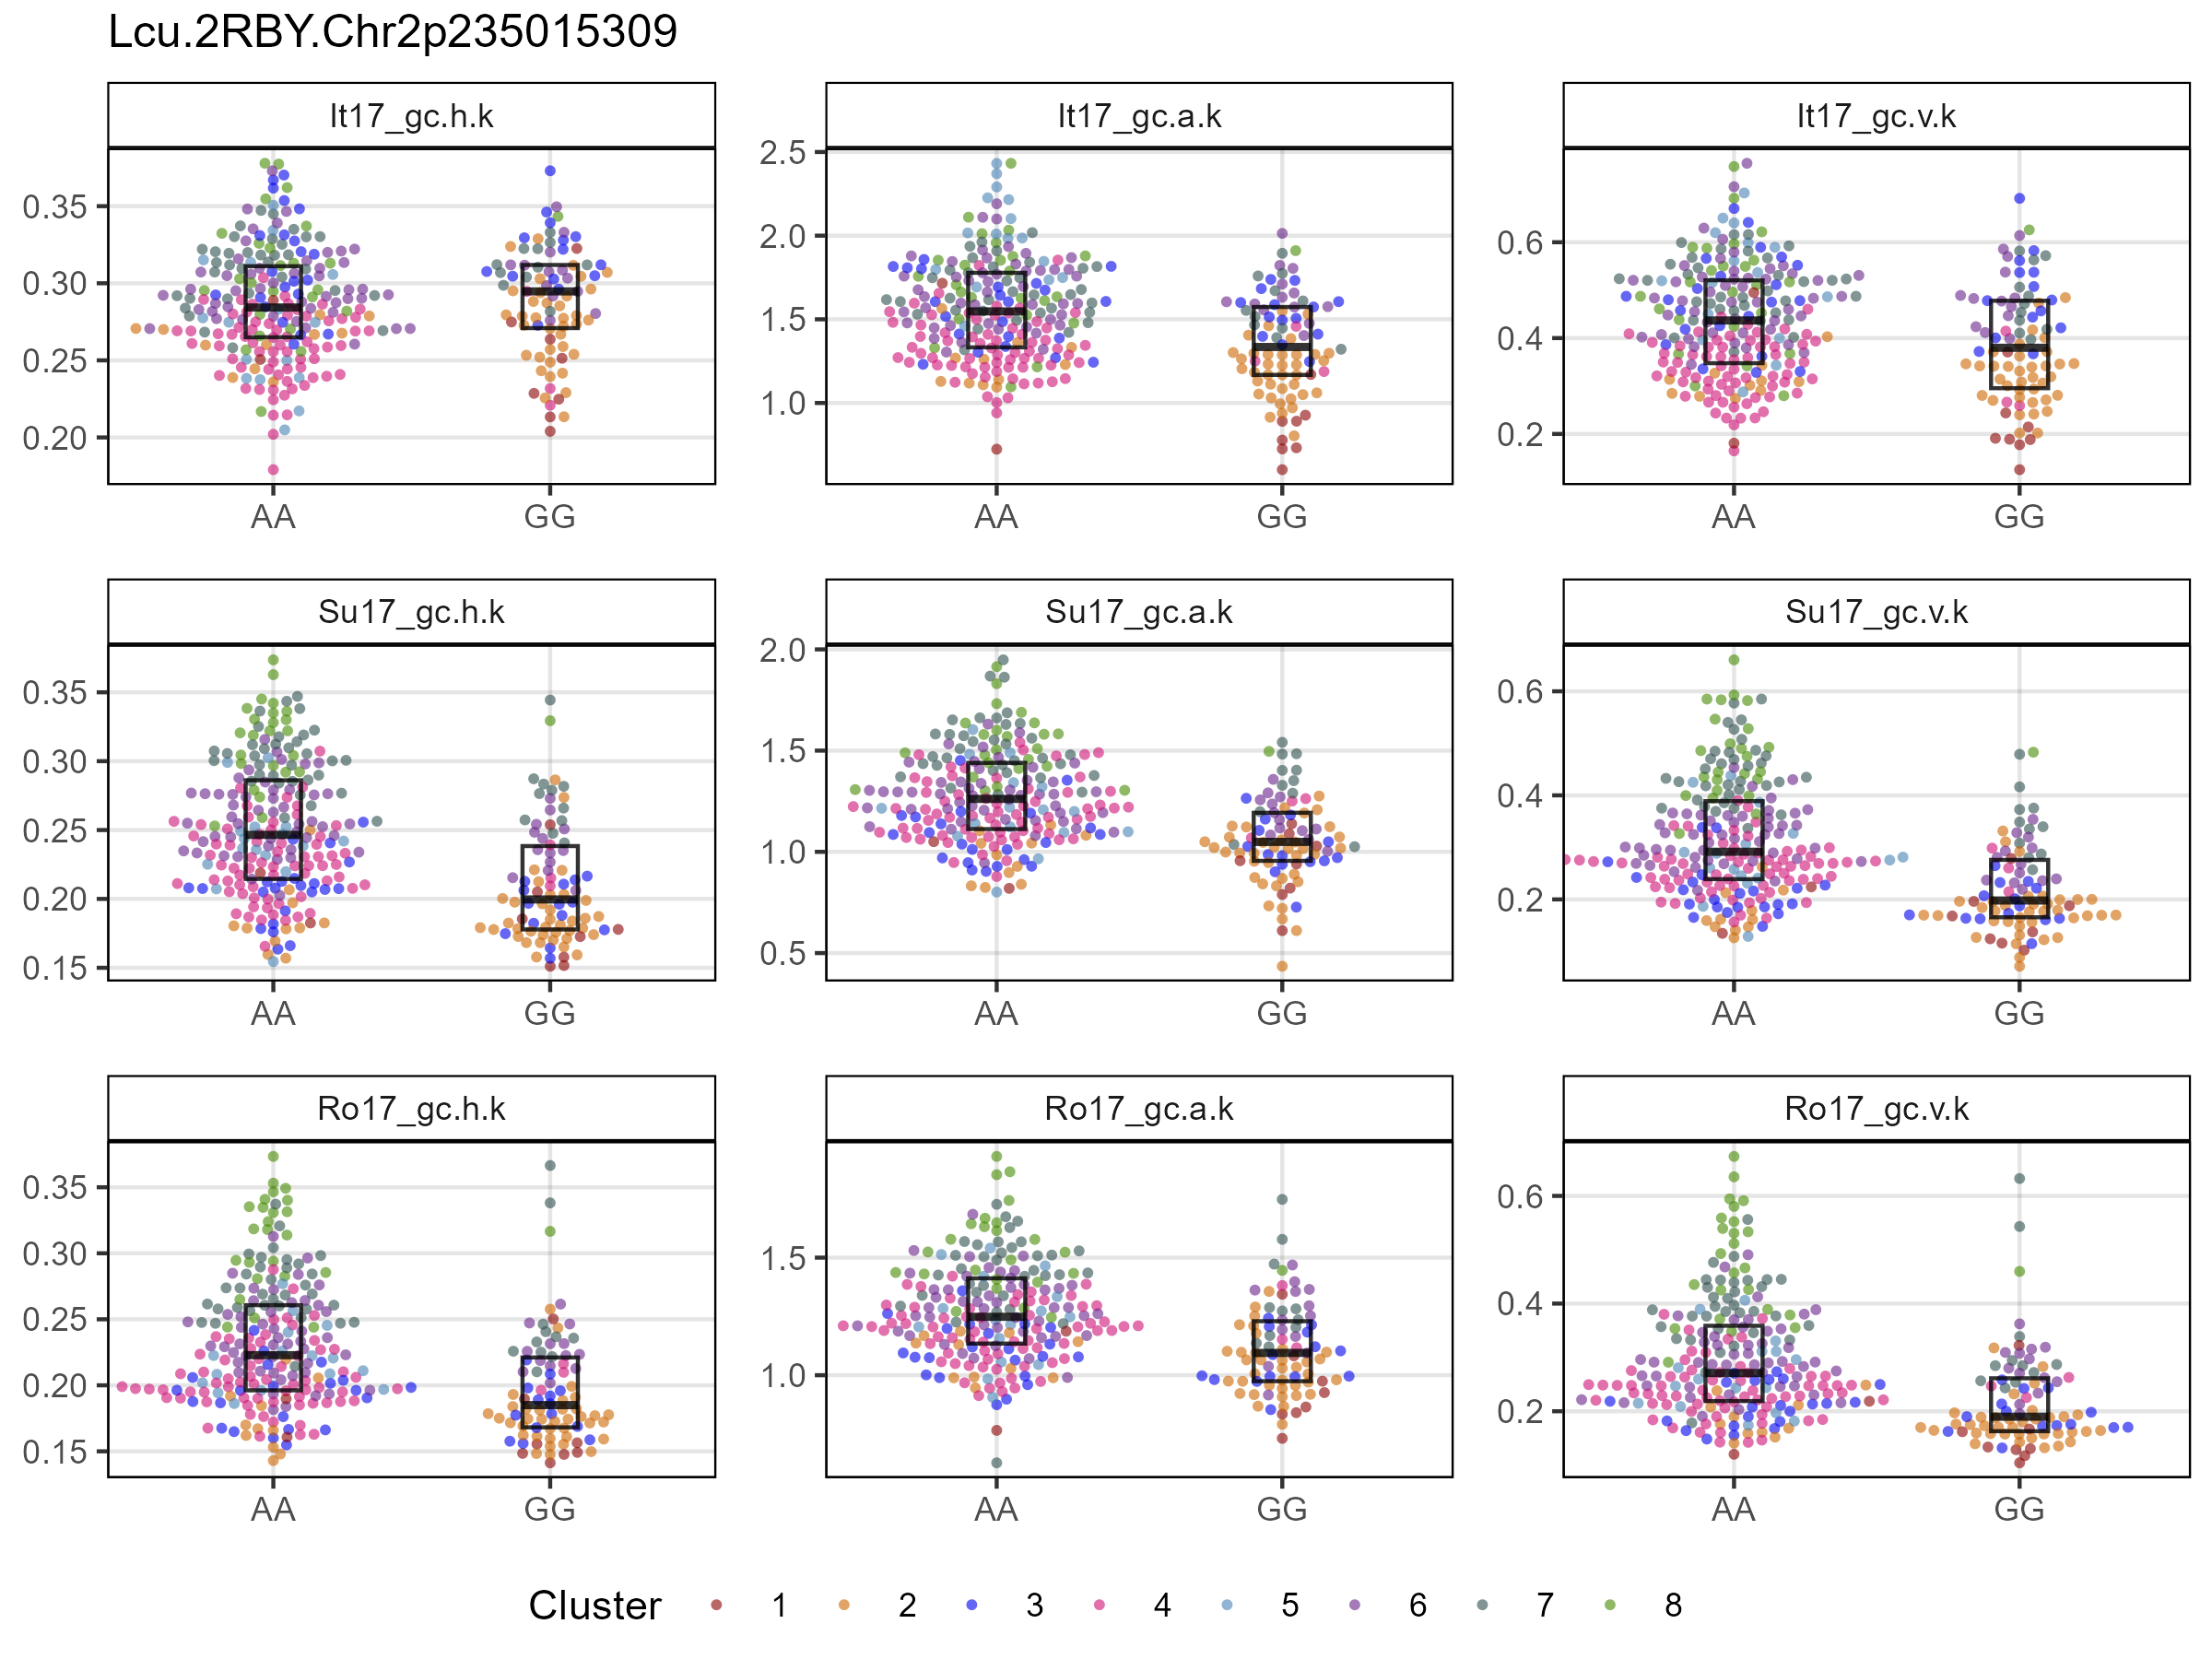 Lcu.2RBY.Chr2p235015309
It17_gc.h.k
It17_gc.a.k
It17_gc.v.k
0.35
0.30
0.25
0.20
AA
GG
2.5
2.0
1.5
1.0
AA
GG
0.6
0.4
0.2
AA
GG
Su17_gc.h.k
Su17_gc.a.k
Su17_gc.v.k
0.35
0.30
0.25
0.20
0.15
AA
GG
2.0
1.5
1.0
0.5
AA
GG
0.6
0.4
0.2
AA
GG
Ro17_gc.h.k
Ro17_gc.a.k
Ro17_gc.v.k
0.35
0.30
0.25
0.20
0.15
AA
GG
1.5
1.0
AA
GG
0.6
0.4
0.2
AA
GG
Cluster 1 2 3 4 5 6 7 8